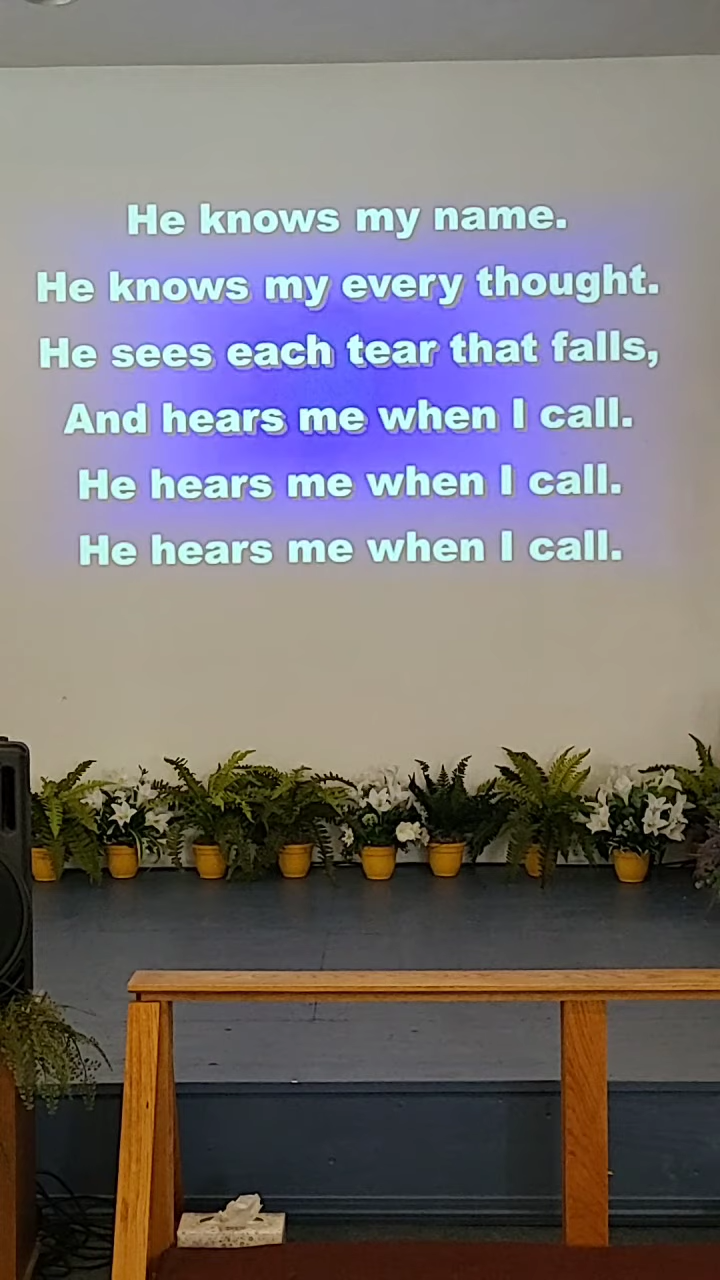 He knows my name.
He knows my every thought.
He sees each tear that falls,
And hears me when I call.
He hears me when I call.
He hears me when I call.